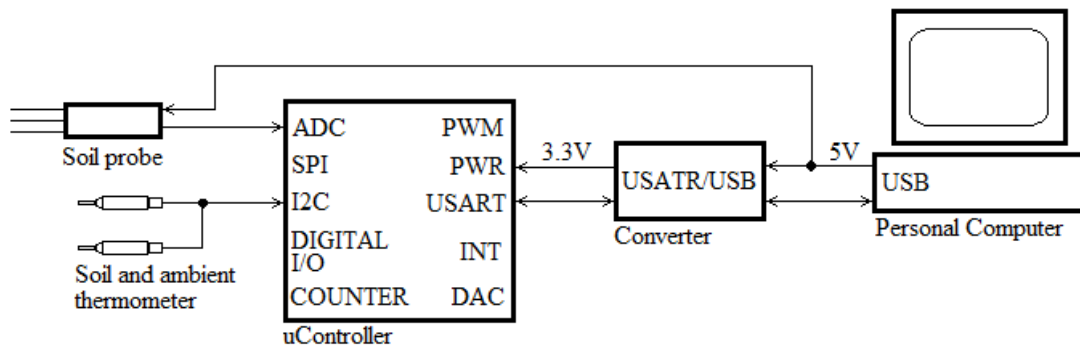 Soil probe
Soil and ambient
thermometer
ADC
SPI
I2C
DIGITAL
I/O
COUNTER
PWM
PWR
USART
INT
DAC
uController
3.3V
USATR/USB
Converter
5V
USB
Personal Computer